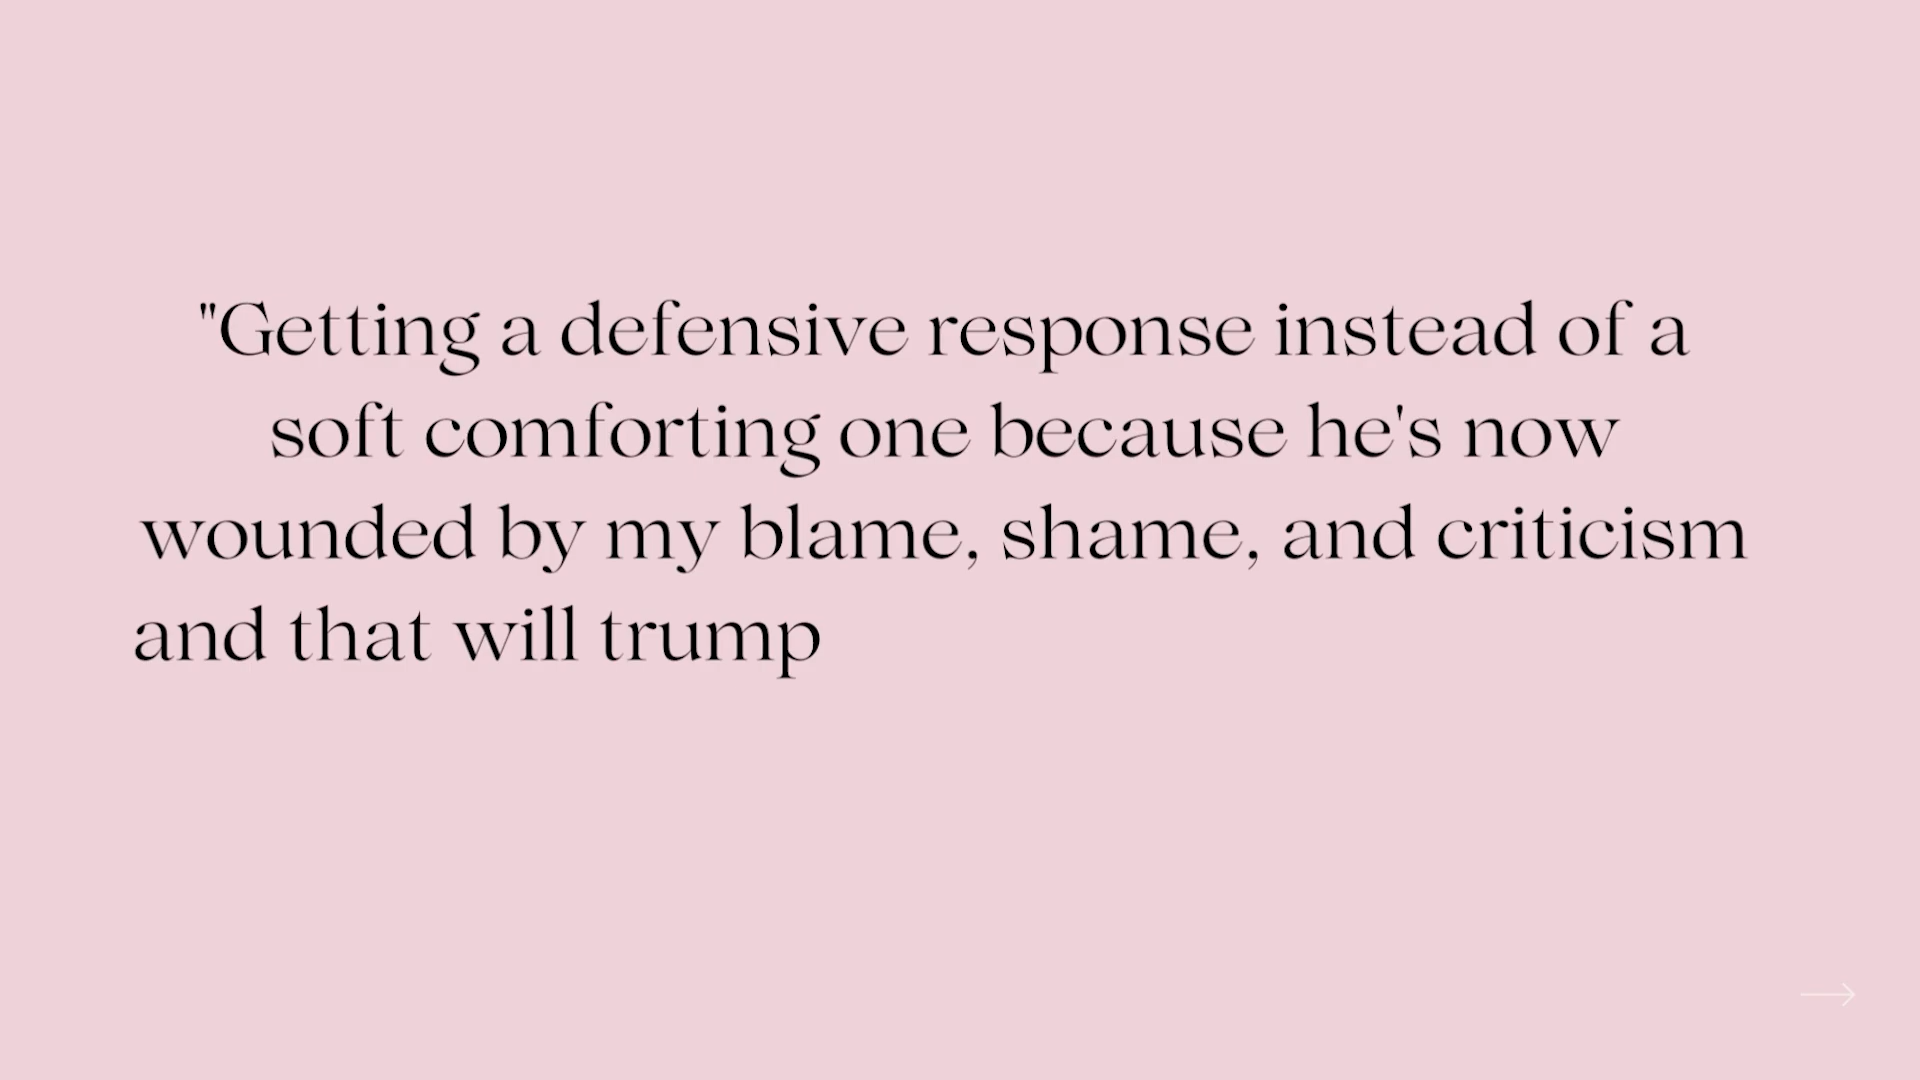 "Getting a defensive response instead of a
soft comforting one because he's now
wounded by my blame, shame, and criticism
and that will trump